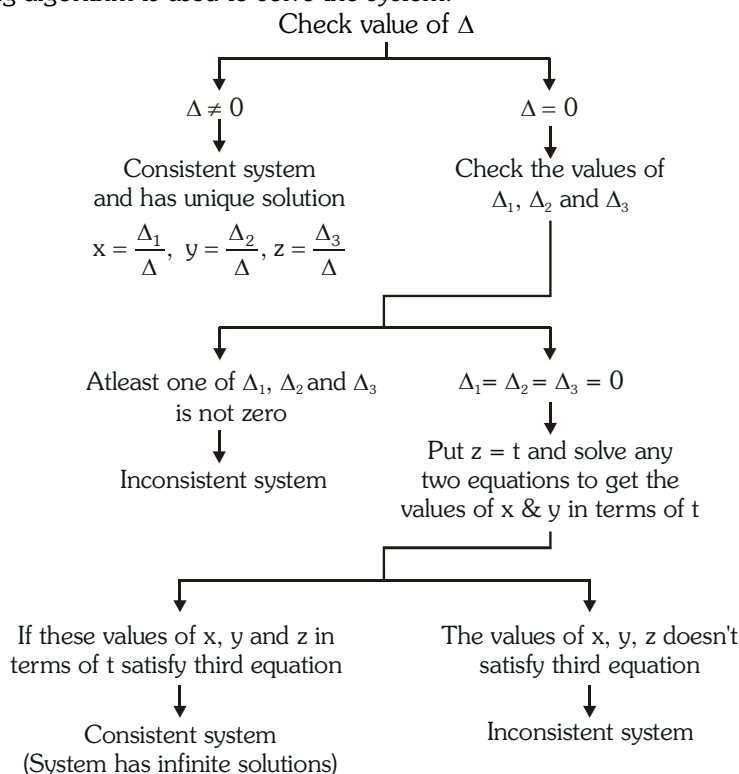 Check value of Δ
Δ ≠ 0
Δ = 0
Consistent system
and has unique solution
x = Δ₁/Δ, y = Δ₂/Δ, z = Δ₃/Δ
Check the values of
Δ₁, Δ₂ and Δ₃
Atleast one of Δ₁, Δ₂ and Δ₃
is not zero
Inconsistent system
Δ₁= Δ₂= Δ₃ = 0
Put z = t and solve any
two equations to get the
values of x & y in terms of t
If these values of x, y and z in
terms of t satisfy third equation
Consistent system
(System has infinite solutions)
The values of x, y, z doesn't
satisfy third equation
Inconsistent system